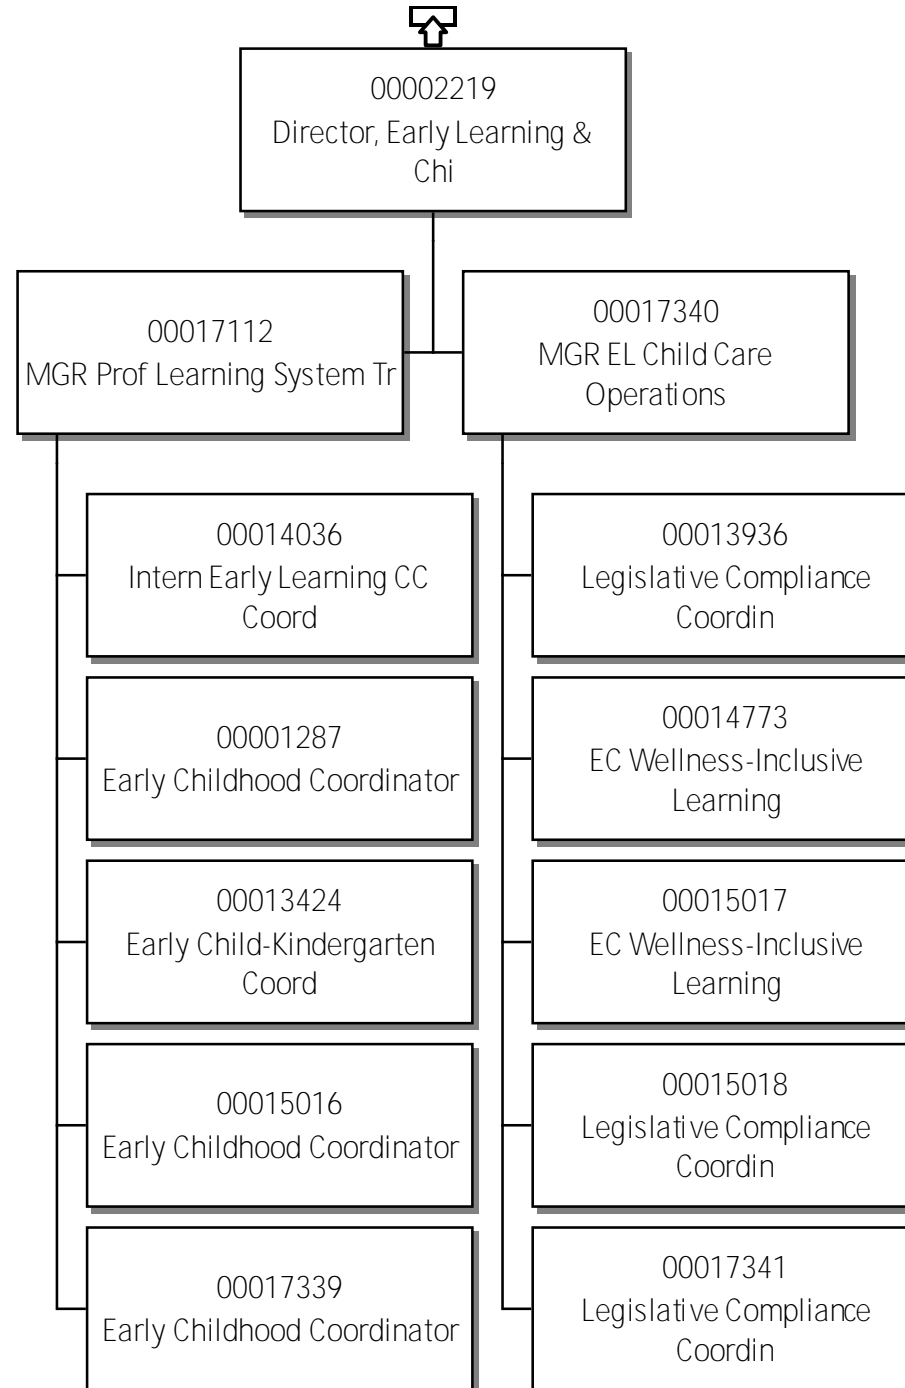 00002219
Director, Early Learning &
Chi
00017112
MGR Prof Learning System Tr
00017340
MGR EL Child Care
Operations
00014036
Intern Early Learning CC
Coord
00001287
Early Childhood Coordinator
00013424
Early Child-Kindergarten
Coord
00015016
Early Childhood Coordinator
00017339
Early Childhood Coordinator
00013936
Legislative Compliance
Coordin
00014773
EC Wellness-Inclusive
Learning
00015017
EC Wellness-Inclusive
Learning
00015018
Legislative Compliance
Coordin
00017341
Legislative Compliance
Coordin